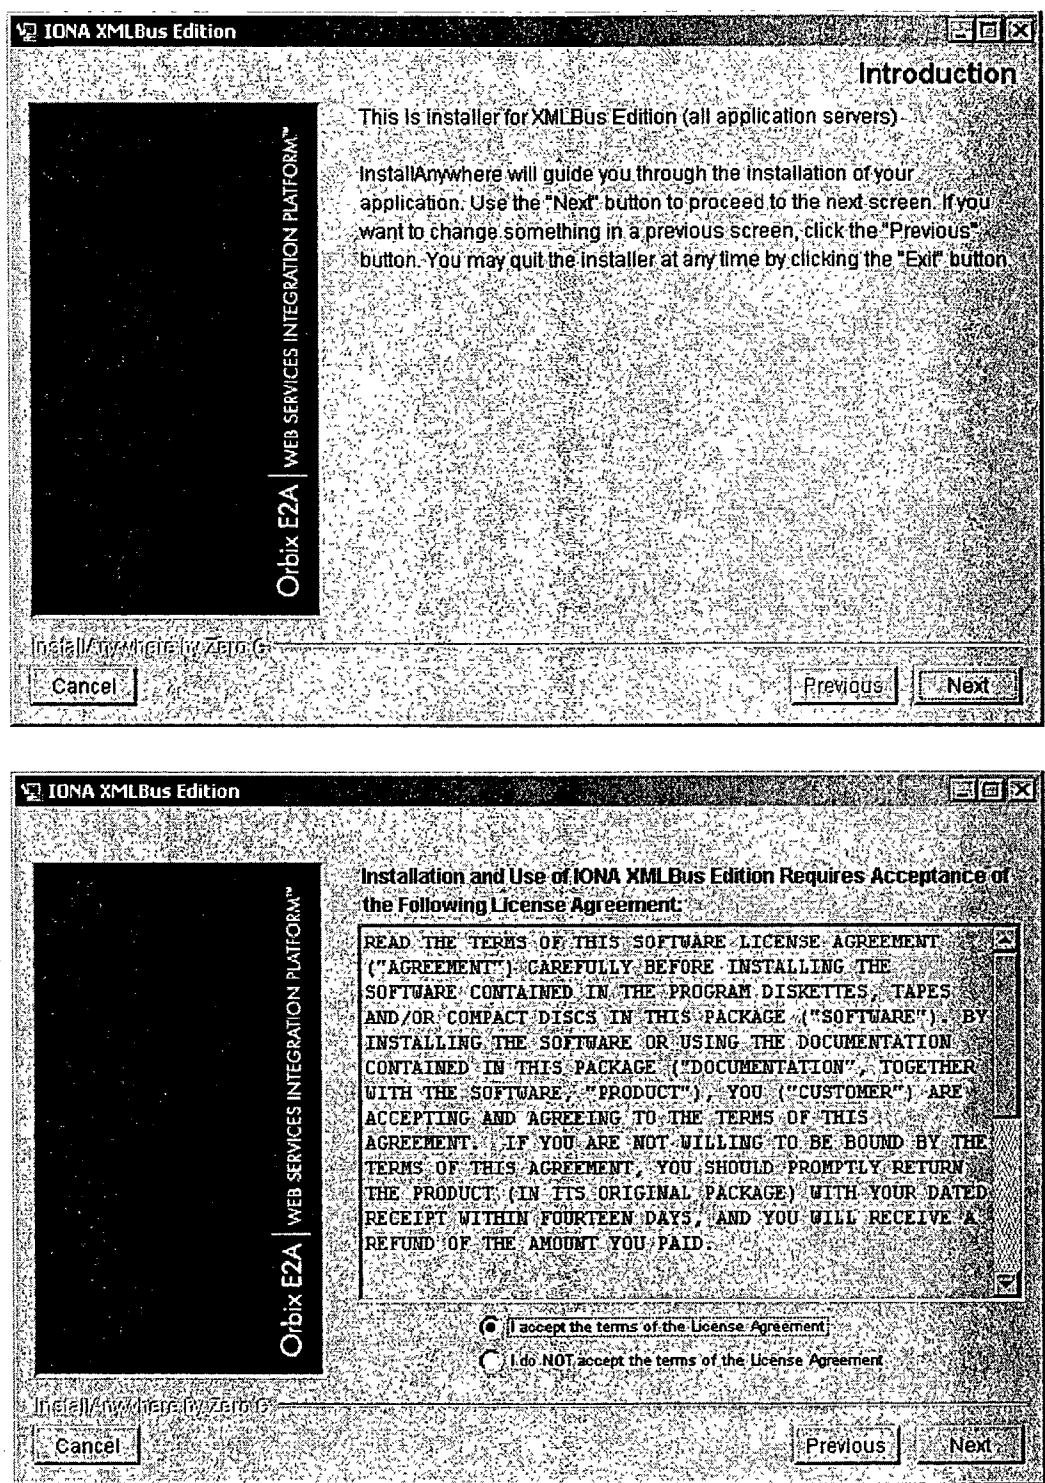 IONA XMLBus Edition
Introduction
This is installer for XMLBus Edition (all application servers)
InstallAnywhere will guide you through the installation of your
application. Use the "Next" button to proceed to the next screen. If you
want to change something in a previous screen, click the "Previous"
button. You may quit the installer at any time by clicking the "Exit" button
Orbix E2A | WEB SERVICES INTEGRATION PLATFORM™
InstallAnywhere by Zero G
Cancel
Previous
Next
IONA XMLBus Edition
Installation and Use of IONA XMLBus Edition Requires Acceptance of
the Following License Agreement:
READ THE TERMS OF THIS SOFTWARE LICENSE AGREEMENT
("AGREEMENT") CAREFULLY BEFORE INSTALLING THE
SOFTWARE CONTAINED IN THE PROGRAM DISKETTES, TAPES
AND/OR COMPACT DISCS IN THIS PACKAGE ("SOFTWARE"). BY
INSTALLING THE SOFTWARE OR USING THE DOCUMENTATION
CONTAINED IN THIS PACKAGE ("DOCUMENTATION", TOGETHER
WITH THE SOFTWARE, "PRODUCT"), YOU ("CUSTOMER") ARE
ACCEPTING AND AGREEING TO THE TERMS OF THIS
AGREEMENT. IF YOU ARE NOT WILLING TO BE BOUND BY THE
TERMS OF THIS AGREEMENT, YOU SHOULD PROMPTLY RETURN
THE PRODUCT (IN ITS ORIGINAL PACKAGE) WITH YOUR DATED
RECEIPT WITHIN FOURTEEN DAYS, AND YOU WILL RECEIVE A
REFUND OF THE AMOUNT YOU PAID.
I accept the terms of the License Agreement
I do NOT accept the terms of the License Agreement
Orbix E2A | WEB SERVICES INTEGRATION PLATFORM™
InstallAnywhere by Zero G
Cancel
Previous
Next